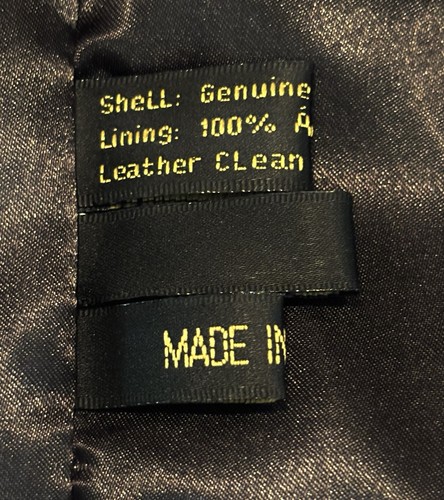 Shell: Genuine
Lining: 100% A
Leather Clean
MADE IN